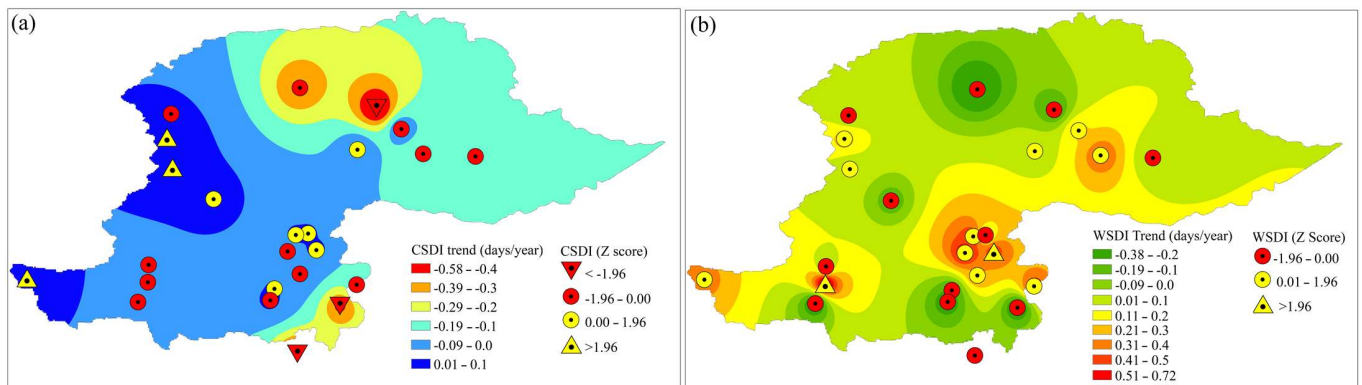 (a)
CSDI trend (days/year)
-0.58 – -0.4
-0.39 – -0.3
-0.29 – -0.2
-0.19 – -0.1
-0.09 – 0.0
0.01 – 0.1
CSDI (Z score)
< -1.96
-1.96 – 0.00
0.00 – 1.96
>1.96
(b)
WSDI Trend (days/year)
-0.38 – -0.2
-0.19 – -0.1
-0.09 – 0.0
0.01 – 0.1
0.11 – 0.2
0.21 – 0.3
0.31 – 0.4
0.41 – 0.5
0.51 – 0.72
WSDI (Z Score)
-1.96 – 0.00
0.01 – 1.96
>1.96